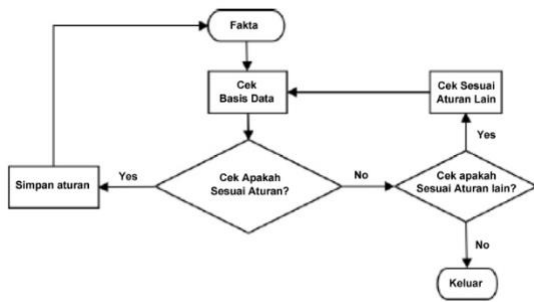 Fakta
Cek
Basis Data
Cek Sesuai
Aturan Lain
Yes
Simpan aturan
Yes
Cek Apakah
Sesuai Aturan?
No
Cek apakah
Sesuai Aturan lain?
No
Keluar